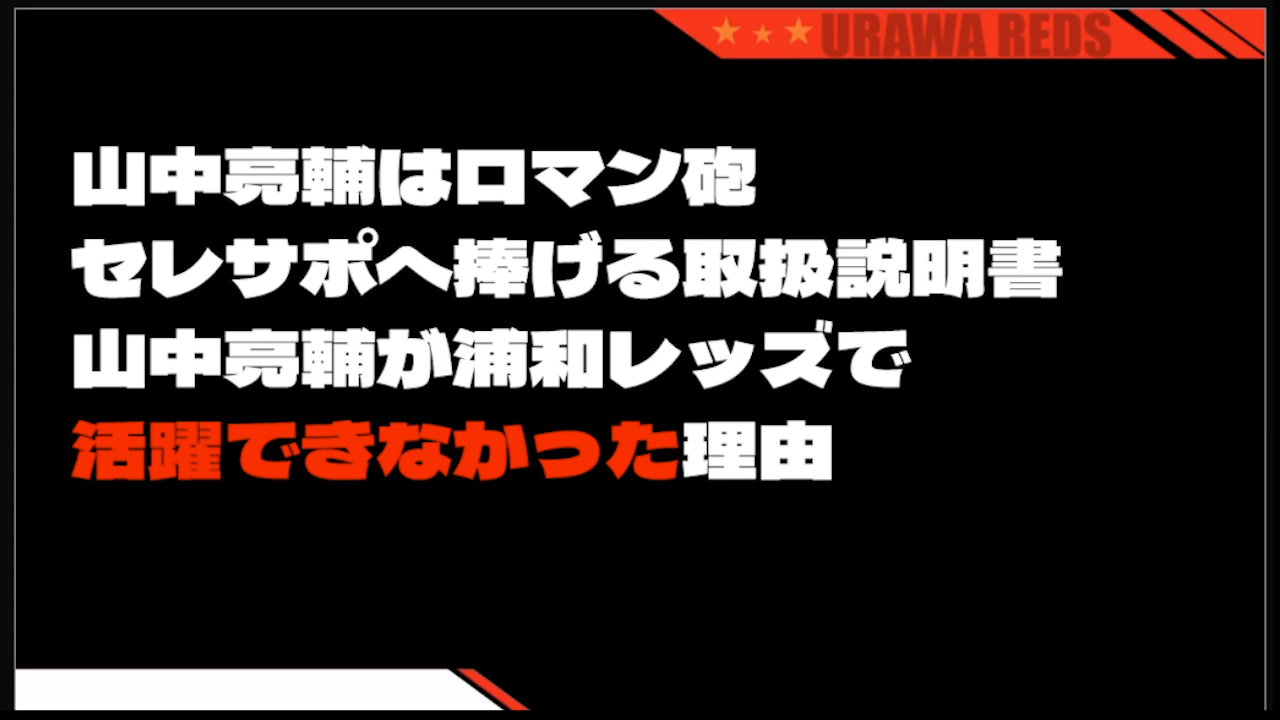 URAWA REDS
山中亮輔はロマン砲
セレサポへ捧げる取扱説明書
山中亮輔が浦和レッズで
活躍できなかった理由